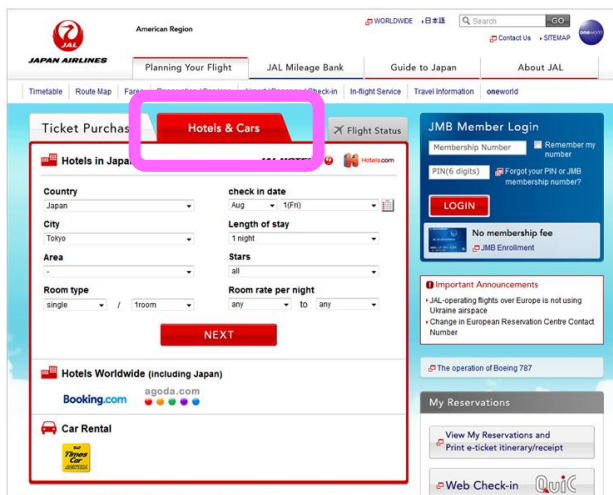 JAL
JAPAN AIRLINES
American Region
WORLDWIDE
日本語
Search
GO
Contact Us
SITEMAP
oneworld
Planning Your Flight
JAL Mileage Bank
Guide to Japan
About JAL
Timetable
Route Map
In-flight Service
Travel Information
oneworld
Ticket Purchas
Hotels & Cars
Flight Status
Hotels in Japa
Hotels.com
Country
Japan
City
Tokyo
Area
-
Room type
single / 1room
check in date
Aug 1(Fri)
Length of stay
1 night
Stars
all
Room rate per night
any to any
NEXT
Hotels Worldwide (including Japan)
Booking.com
agoda.com
Car Rental
Times
Car
JMB Member Login
Membership Number
Remember my
number
PIN(6 digits)
Forgot your PIN or JMB
membership number?
LOGIN
No membership fee
JMB Enrollment
Important Announcements
JAL-operating flights over Europe is not using
Ukraine airspace
Change in European Reservation Centre Contact
Number
The operation of Boeing 787
My Reservations
View My Reservations and
Print e-ticket itinerary/receipt
Web Check-in
QuiC